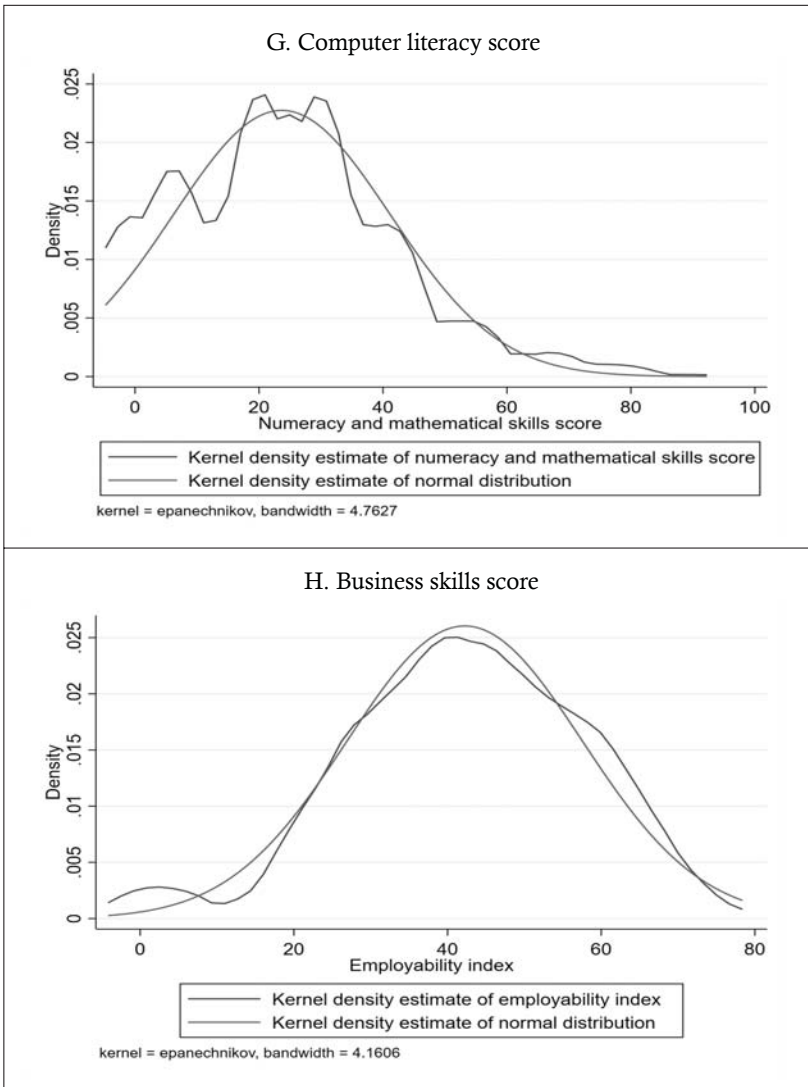 G. Computer literacy score
.025
.02
.015
.01
.005
0
Density
0 20 40 60 80 100
Numeracy and mathematical skills score
Kernel density estimate of numeracy and mathematical skills score
Kernel density estimate of normal distribution
kernel = epanechnikov, bandwidth = 4.7627
H. Business skills score
.025
.02
.015
.01
.005
0
Density
0 20 40 60 80
Employability index
Kernel density estimate of employability index
Kernel density estimate of normal distribution
kernel = epanechnikov, bandwidth = 4.1606